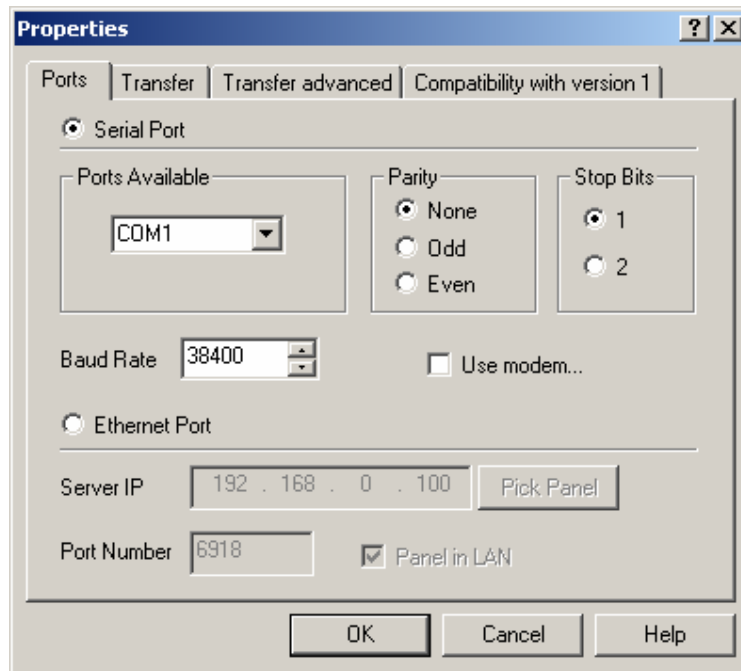 Properties
Ports Transfer Transfer advanced Compatibility with version 1
Serial Port
Ports Available Parity Stop Bits
COM1 None 1
Odd 2
Even
Baud Rate 38400 Use modem...
Ethernet Port
Server IP 192 . 168 . 0 . 100 Pick Panel
Port Number 6918 Panel in LAN
OK Cancel Help